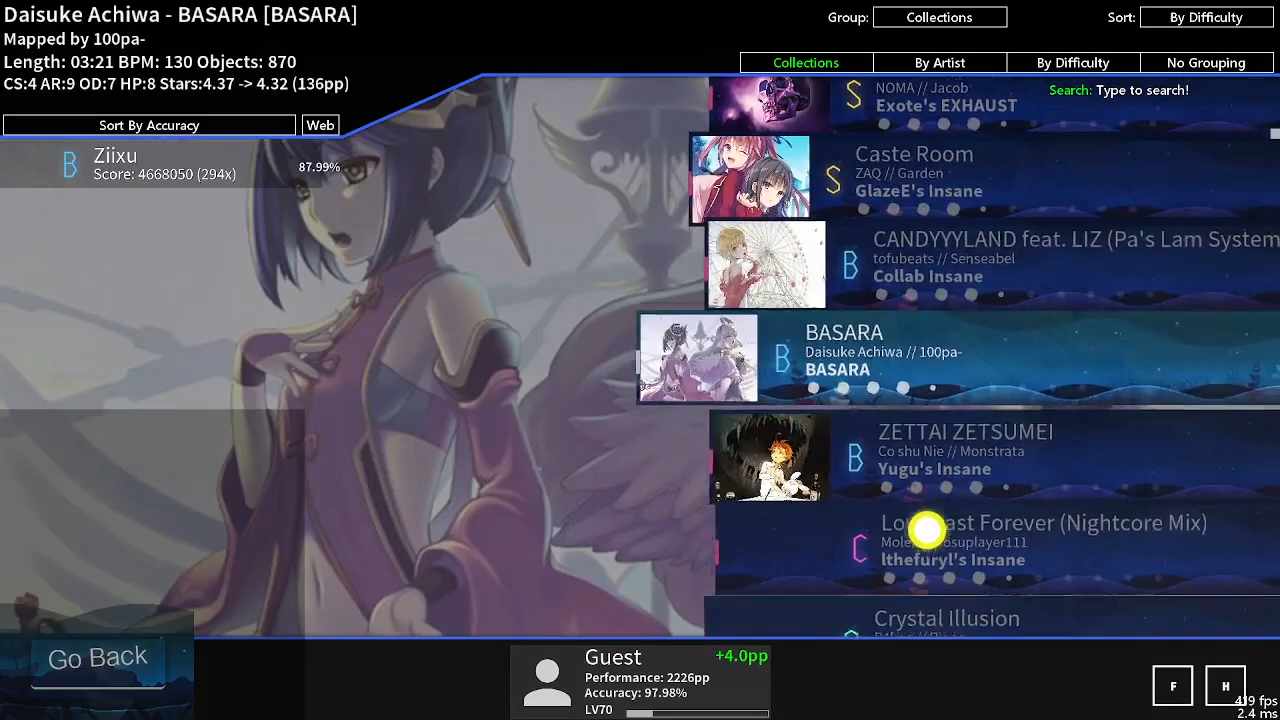 Daisuke Achiwa - BASARA [BASARA]
Mapped by 100pa-
Length: 03:21 BPM: 130 Objects: 870
CS:4 AR:9 OD:7 HP:8 Stars:4.37 -> 4.32 (136pp)
Group: Collections
Sort: By Difficulty
Collections By Artist By Difficulty No Grouping
Search: Type to search!
Sort By Accuracy Web
B Ziixu
Score: 4668050 (294x)
87.99%
S NOMA // Jacob
Exote's EXHAUST
Caste Room
S ZAQ // Garden
GlazeE's Insane
CANDYYYLAND feat. LIZ (Pa's Lam System
B tofubeats // Senseabel
Collab Insane
BASARA
B Daisuke Achiwa // 100pa-
BASARA
ZETTAI ZETSUMEI
B Co shu Nie // Monstrata
Yugu's Insane
Forever (Nightcore Mix)
C osuplayer111
lthefuryl's Insane
Crystal Illusion
Go Back
Guest +4.0pp
Performance: 2226pp
Accuracy: 97.98%
LV70
F H
fps
2.4 ms